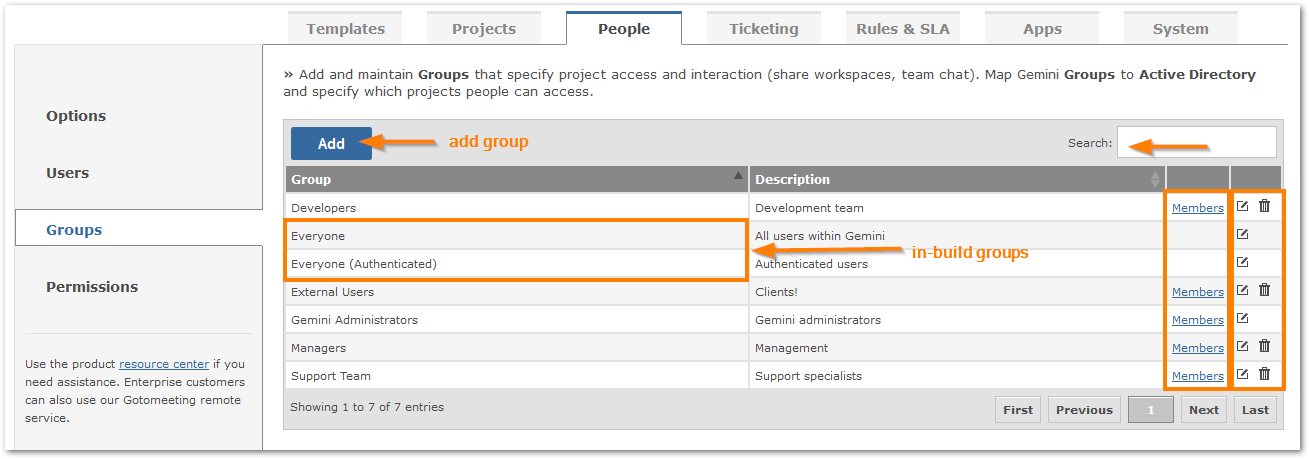 Templates Projects People Ticketing Rules & SLA Apps System
» Add and maintain Groups that specify project access and interaction (share workspaces, team chat). Map Gemini Groups to Active Directory
and specify which projects people can access.
Options
Users
Groups
Permissions
Use the product resource center if you
need assistance. Enterprise customers
can also use our Gotomeeting remote
service.
Add add group Search:
Group Description
Developers Development team Members
Everyone All users within Gemini
in-build groups
Everyone (Authenticated) Authenticated users
External Users Clients! Members
Gemini Administrators Gemini administrators Members
Managers Management Members
Support Team Support specialists Members
Showing 1 to 7 of 7 entries First Previous 1 Next Last